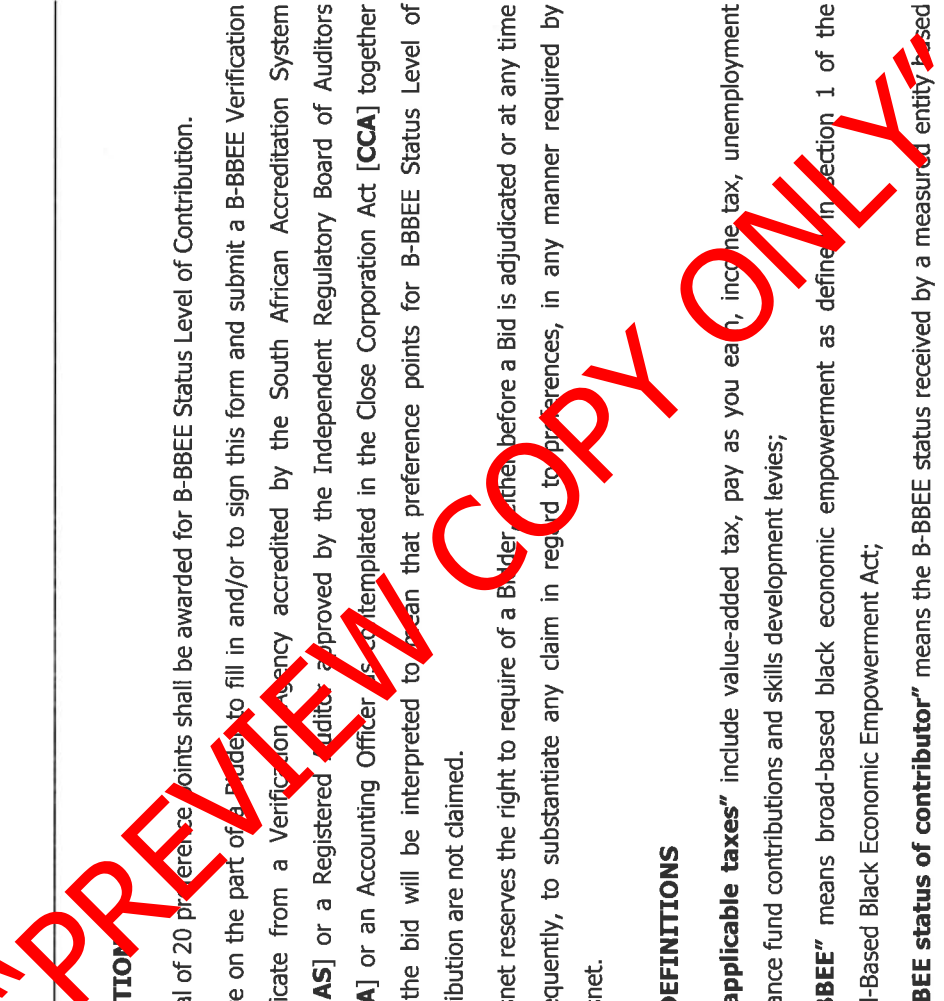 TION
al of 20 preference points shall be awarded for B-BBEE Status Level of Contribution.
e on the part of a Bidder to fill in and/or to sign this form and submit a B-BBEE Verification
icate from a Verification Agency accredited by the South African Accreditation System
AS] or a Registered Auditor approved by the Independent Regulatory Board of Auditors
A] or an Accounting Officer as contemplated in the Close Corporation Act [CCA] together
the bid will be interpreted to mean that preference points for B-BBEE Status Level of
ibution are not claimed.
snet reserves the right to require of a Bidder, either before a Bid is adjudicated or at any time
equently, to substantiate any claim in regard to preferences, in any manner required by
snet.
DEFINITIONS
applicable taxes" include value-added tax, pay as you earn, income tax, unemployment
ance fund contributions and skills development levies;
BBEE" means broad-based black economic empowerment as defined in section 1 of the
d-Based Black Economic Empowerment Act;
BEE status of contributor" means the B-BBEE status received by a measured entity based
"PREVIEW COPY ONLY"